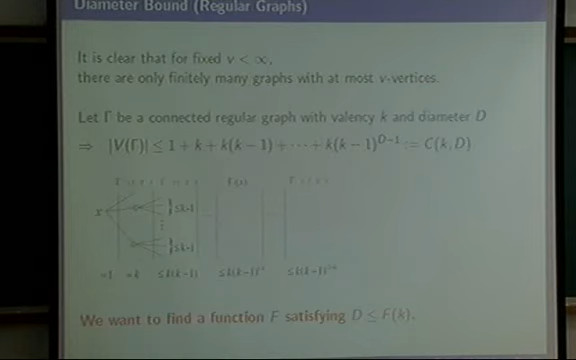 Diameter Bound (Regular Graphs)
It is clear that for fixed v < ∞,
there are only finitely many graphs with at most v-vertices.
Let Γ be a connected regular graph with valency k and diameter D
⇒ |V(Γ)| ≤ 1 + k + k(k − 1) + ⋯ + k(k − 1)^{D−1} := C(k, D)
x
≤k-1
⋮
≤k-1
≤k(k−1)
We want to find a function F satisfying D ≤ F(k).